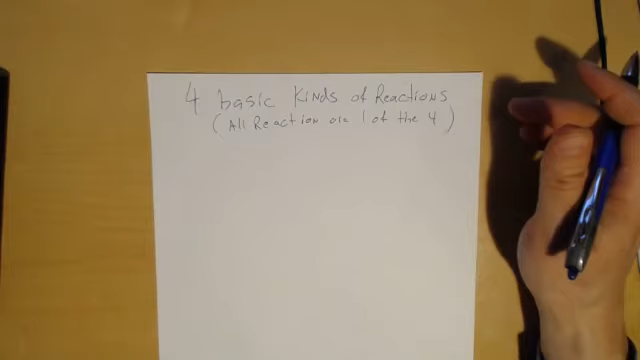 4 basic Kinds of Reactions
( All Reaction are 1 of the 4 )